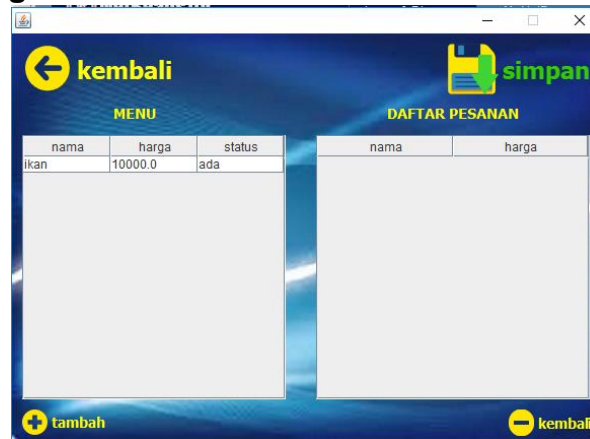 kembali
simpan
MENU
DAFTAR PESANAN
nama harga status
ikan 10000.0 ada
nama harga
tambah
kembali